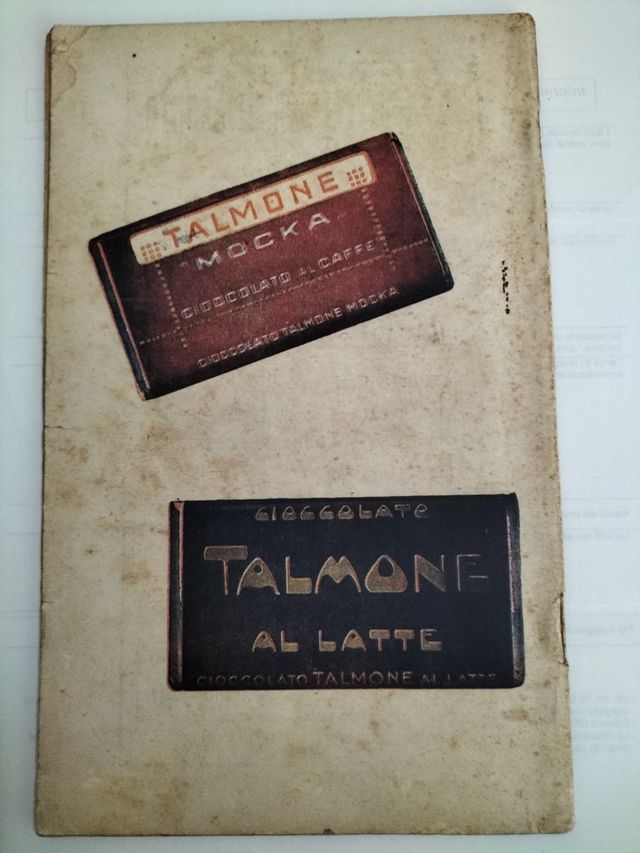 TALMONE
"MOCKA"
CIOCCOLATO AL CAFFE
CIOCCOLATO TALMONE MOCKA
CIOCCOLATO
TALMONE
AL LATTE
CIOCCOLATO TALMONE AL LATTE